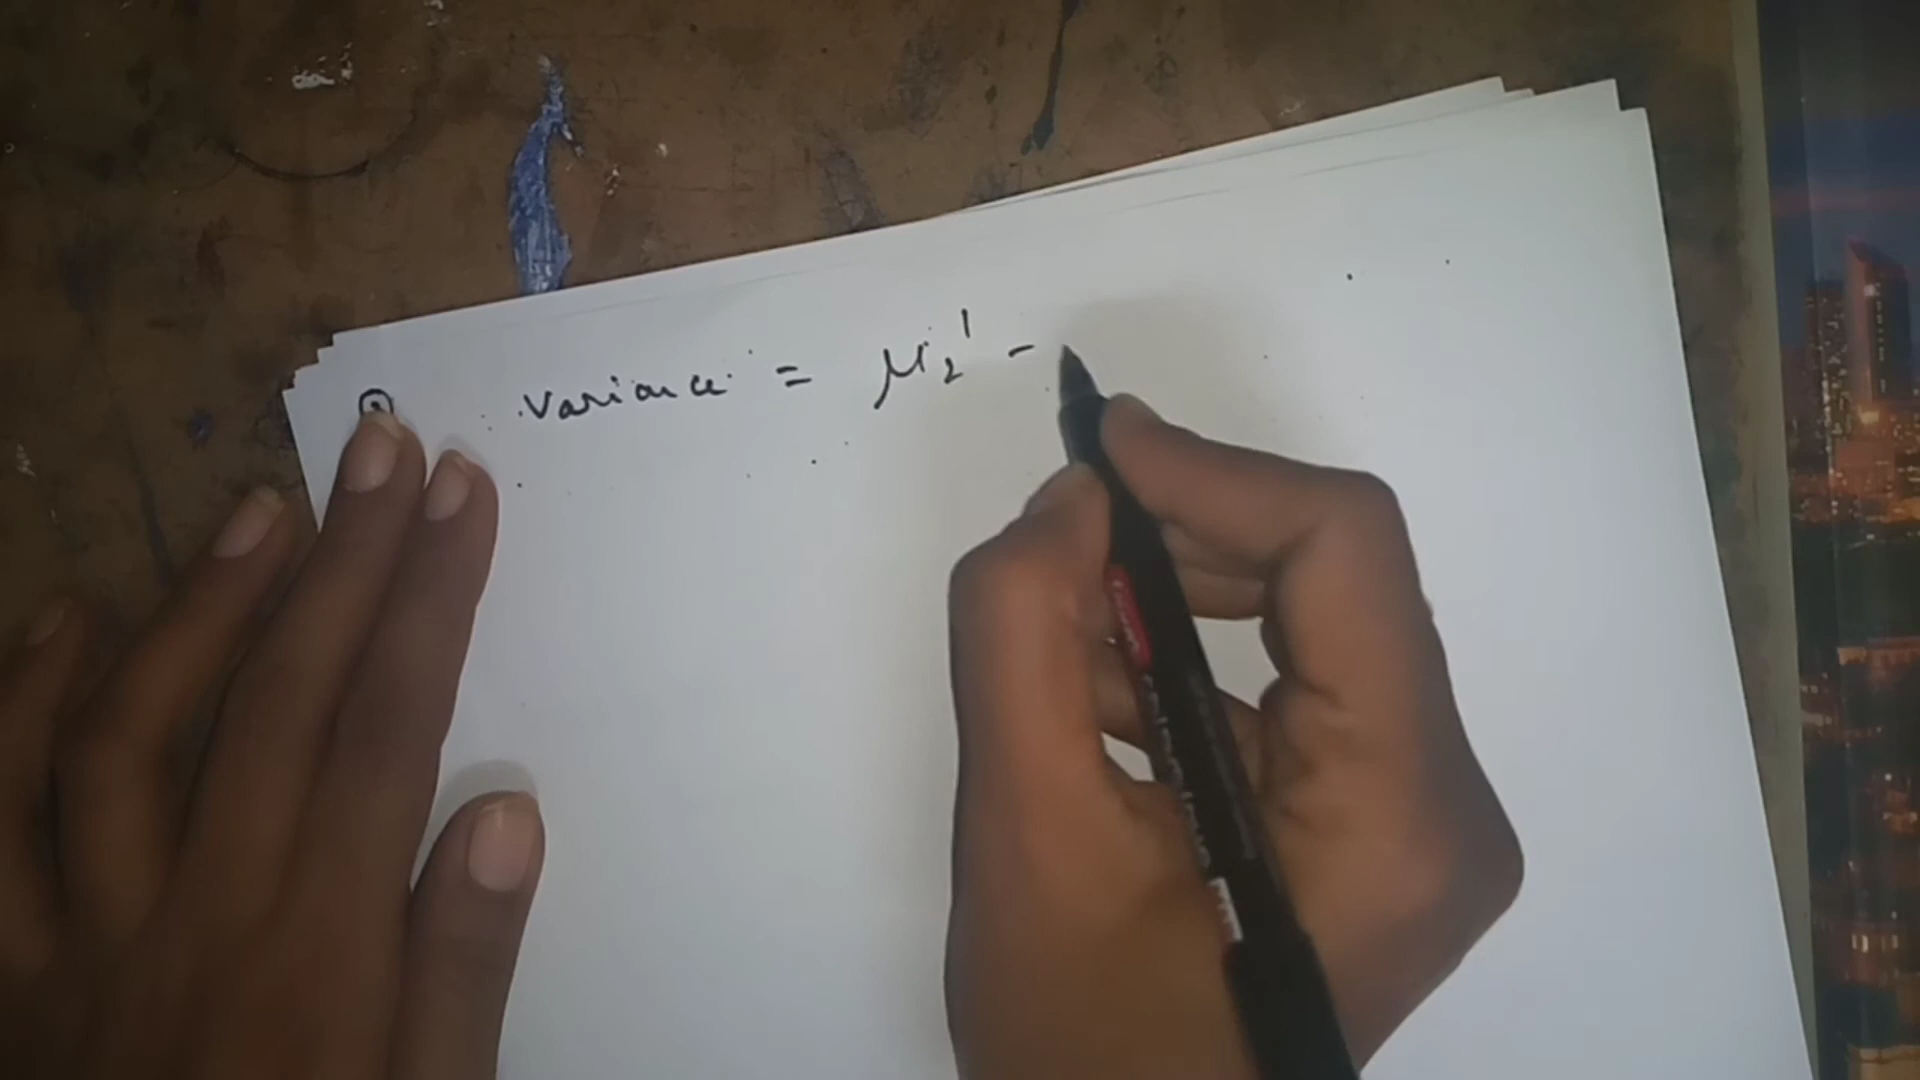 variance = μ₂' -